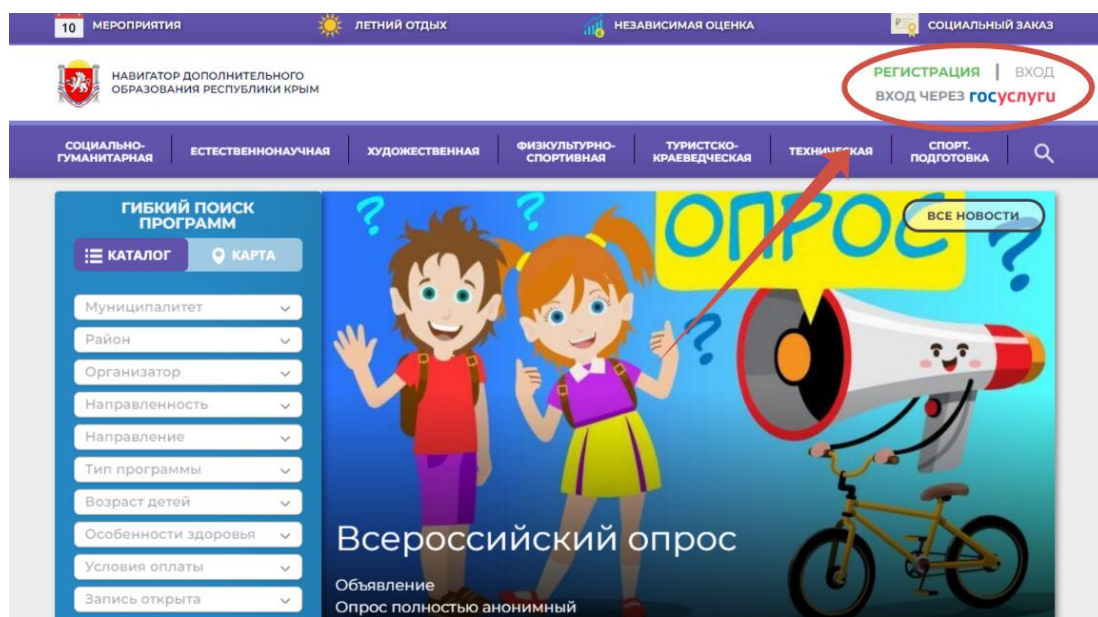 10 МЕРОПРИЯТИЯ ЛЕТНИЙ ОТДЫХ НЕЗАВИСИМАЯ ОЦЕНКА СОЦИАЛЬНЫЙ ЗАКАЗ
НАВИГАТОР ДОПОЛНИТЕЛЬНОГО
ОБРАЗОВАНИЯ РЕСПУБЛИКИ КРЫМ
РЕГИСТРАЦИЯ | ВХОД
ВХОД ЧЕРЕЗ госуслуги
СОЦИАЛЬНО-
ГУМАНИТАРНАЯ
ЕСТЕСТВЕННОНАУЧНАЯ
ХУДОЖЕСТВЕННАЯ
ФИЗКУЛЬТУРНО-
СПОРТИВНАЯ
ТУРИСТСКО-
КРАЕВЕДЧЕСКАЯ
ТЕХНИЧЕСКАЯ
СПОРТ.
ПОДГОТОВКА
ГИБКИЙ ПОИСК
ПРОГРАММ
КАТАЛОГ КАРТА
Муниципалитет
Район
Организатор
Направленность
Направление
Тип программы
Возраст детей
Особенности здоровья
Условия оплаты
Запись открыта
? ? ОПРОС ?
ВСЕ НОВОСТИ
? ?
Всероссийский опрос
Объявление
Опрос полностью анонимный